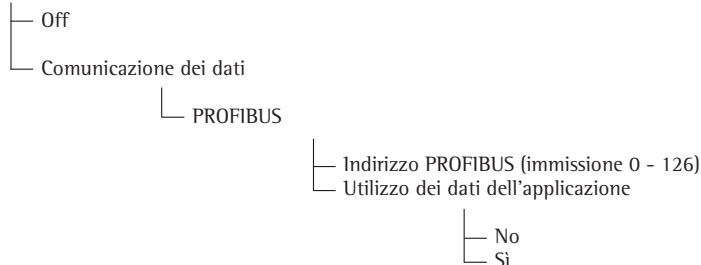 Off
Comunicazione dei dati
PROFIBUS
Indirizzo PROFIBUS (immissione 0 - 126)
Utilizzo dei dati dell'applicazione
No
Sì